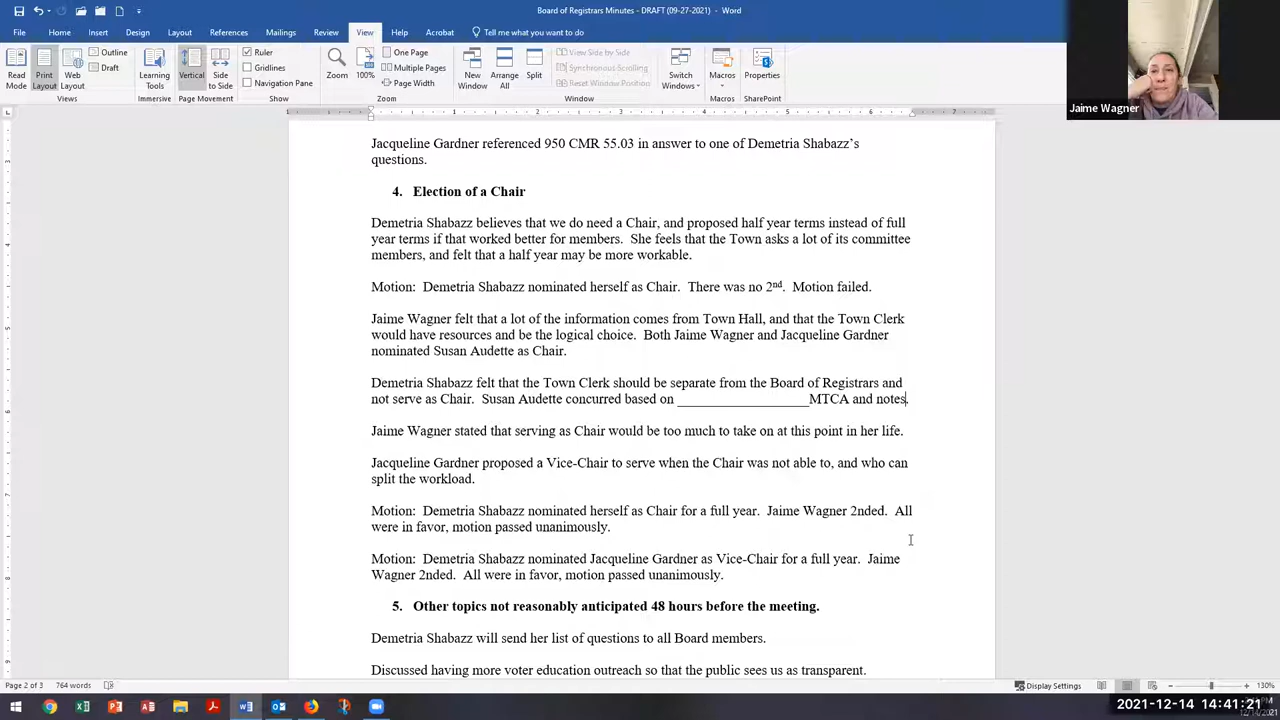 Board of Registrars Minutes - DRAFT (09-27-2021) - Word
File Home Insert Design Layout References Mailings Review View Help Acrobat Tell me what you want to do
Read Mode
Print Layout
Web Layout
Outline
Draft
Views
Learning Tools
Immersive
Vertical
Side to Side
Page Movement
Ruler
Gridlines
Navigation Pane
Show
Zoom
100%
One Page
Multiple Pages
Page Width
Zoom
New Window
Arrange All
Split
View Side by Side
Synchronous Scrolling
Reset Window Position
Window
Switch Windows
Macros
Macros
Properties
SharePoint
Jaime Wagner
Jacqueline Gardner referenced 950 CMR 55.03 in answer to one of Demetria Shabazz's
questions.
4. Election of a Chair
Demetria Shabazz believes that we do need a Chair, and proposed half year terms instead of full
year terms if that worked better for members. She feels that the Town asks a lot of its committee
members, and felt that a half year may be more workable.
Motion: Demetria Shabazz nominated herself as Chair. There was no 2nd. Motion failed.
Jaime Wagner felt that a lot of the information comes from Town Hall, and that the Town Clerk
would have resources and be the logical choice. Both Jaime Wagner and Jacqueline Gardner
nominated Susan Audette as Chair.
Demetria Shabazz felt that the Town Clerk should be separate from the Board of Registrars and
not serve as Chair. Susan Audette concurred based on ___________________MTCA and notes.
Jaime Wagner stated that serving as Chair would be too much to take on at this point in her life.
Jacqueline Gardner proposed a Vice-Chair to serve when the Chair was not able to, and who can
split the workload.
Motion: Demetria Shabazz nominated herself as Chair for a full year. Jaime Wagner 2nded. All
were in favor, motion passed unanimously.
Motion: Demetria Shabazz nominated Jacqueline Gardner as Vice-Chair for a full year. Jaime
Wagner 2nded. All were in favor, motion passed unanimously.
5. Other topics not reasonably anticipated 48 hours before the meeting.
Demetria Shabazz will send her list of questions to all Board members.
Discussed having more voter education outreach so that the public sees us as transparent.
Page 2 of 3 764 words
Display Settings
130%
2021-12-14 14:41:21